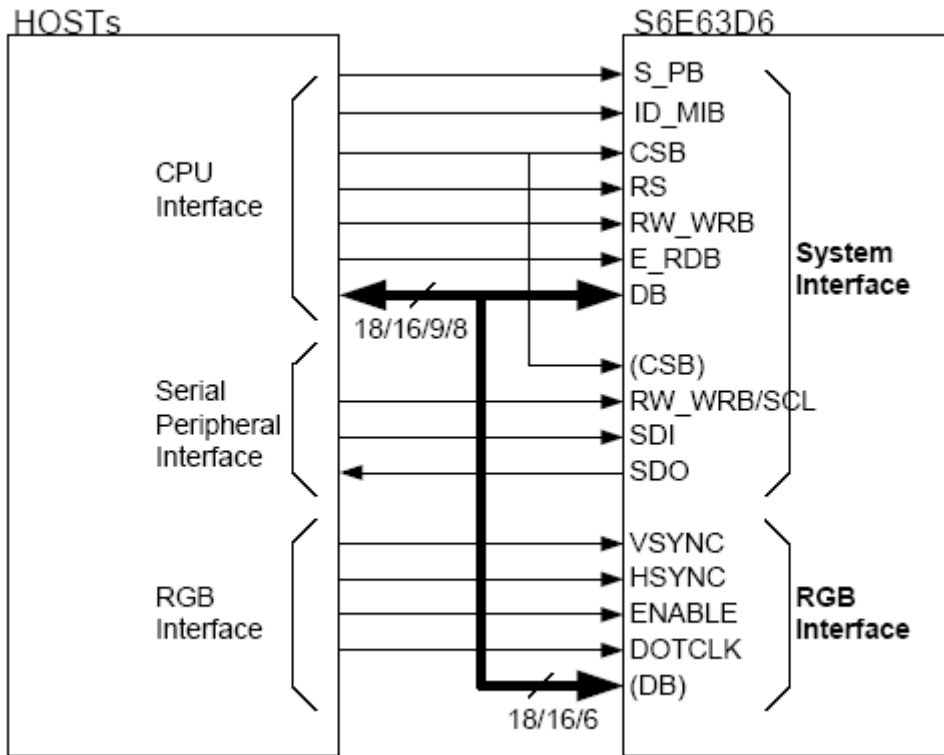 HOSTs
S6E63D6
CPU
Interface
S_PB
ID_MIB
CSB
RS
RW_WRB
E_RDB
DB
18/16/9/8
System
Interface
Serial
Peripheral
Interface
(CSB)
RW_WRB/SCL
SDI
SDO
RGB
Interface
VSYNC
HSYNC
ENABLE
DOTCLK
(DB)
18/16/6
RGB
Interface